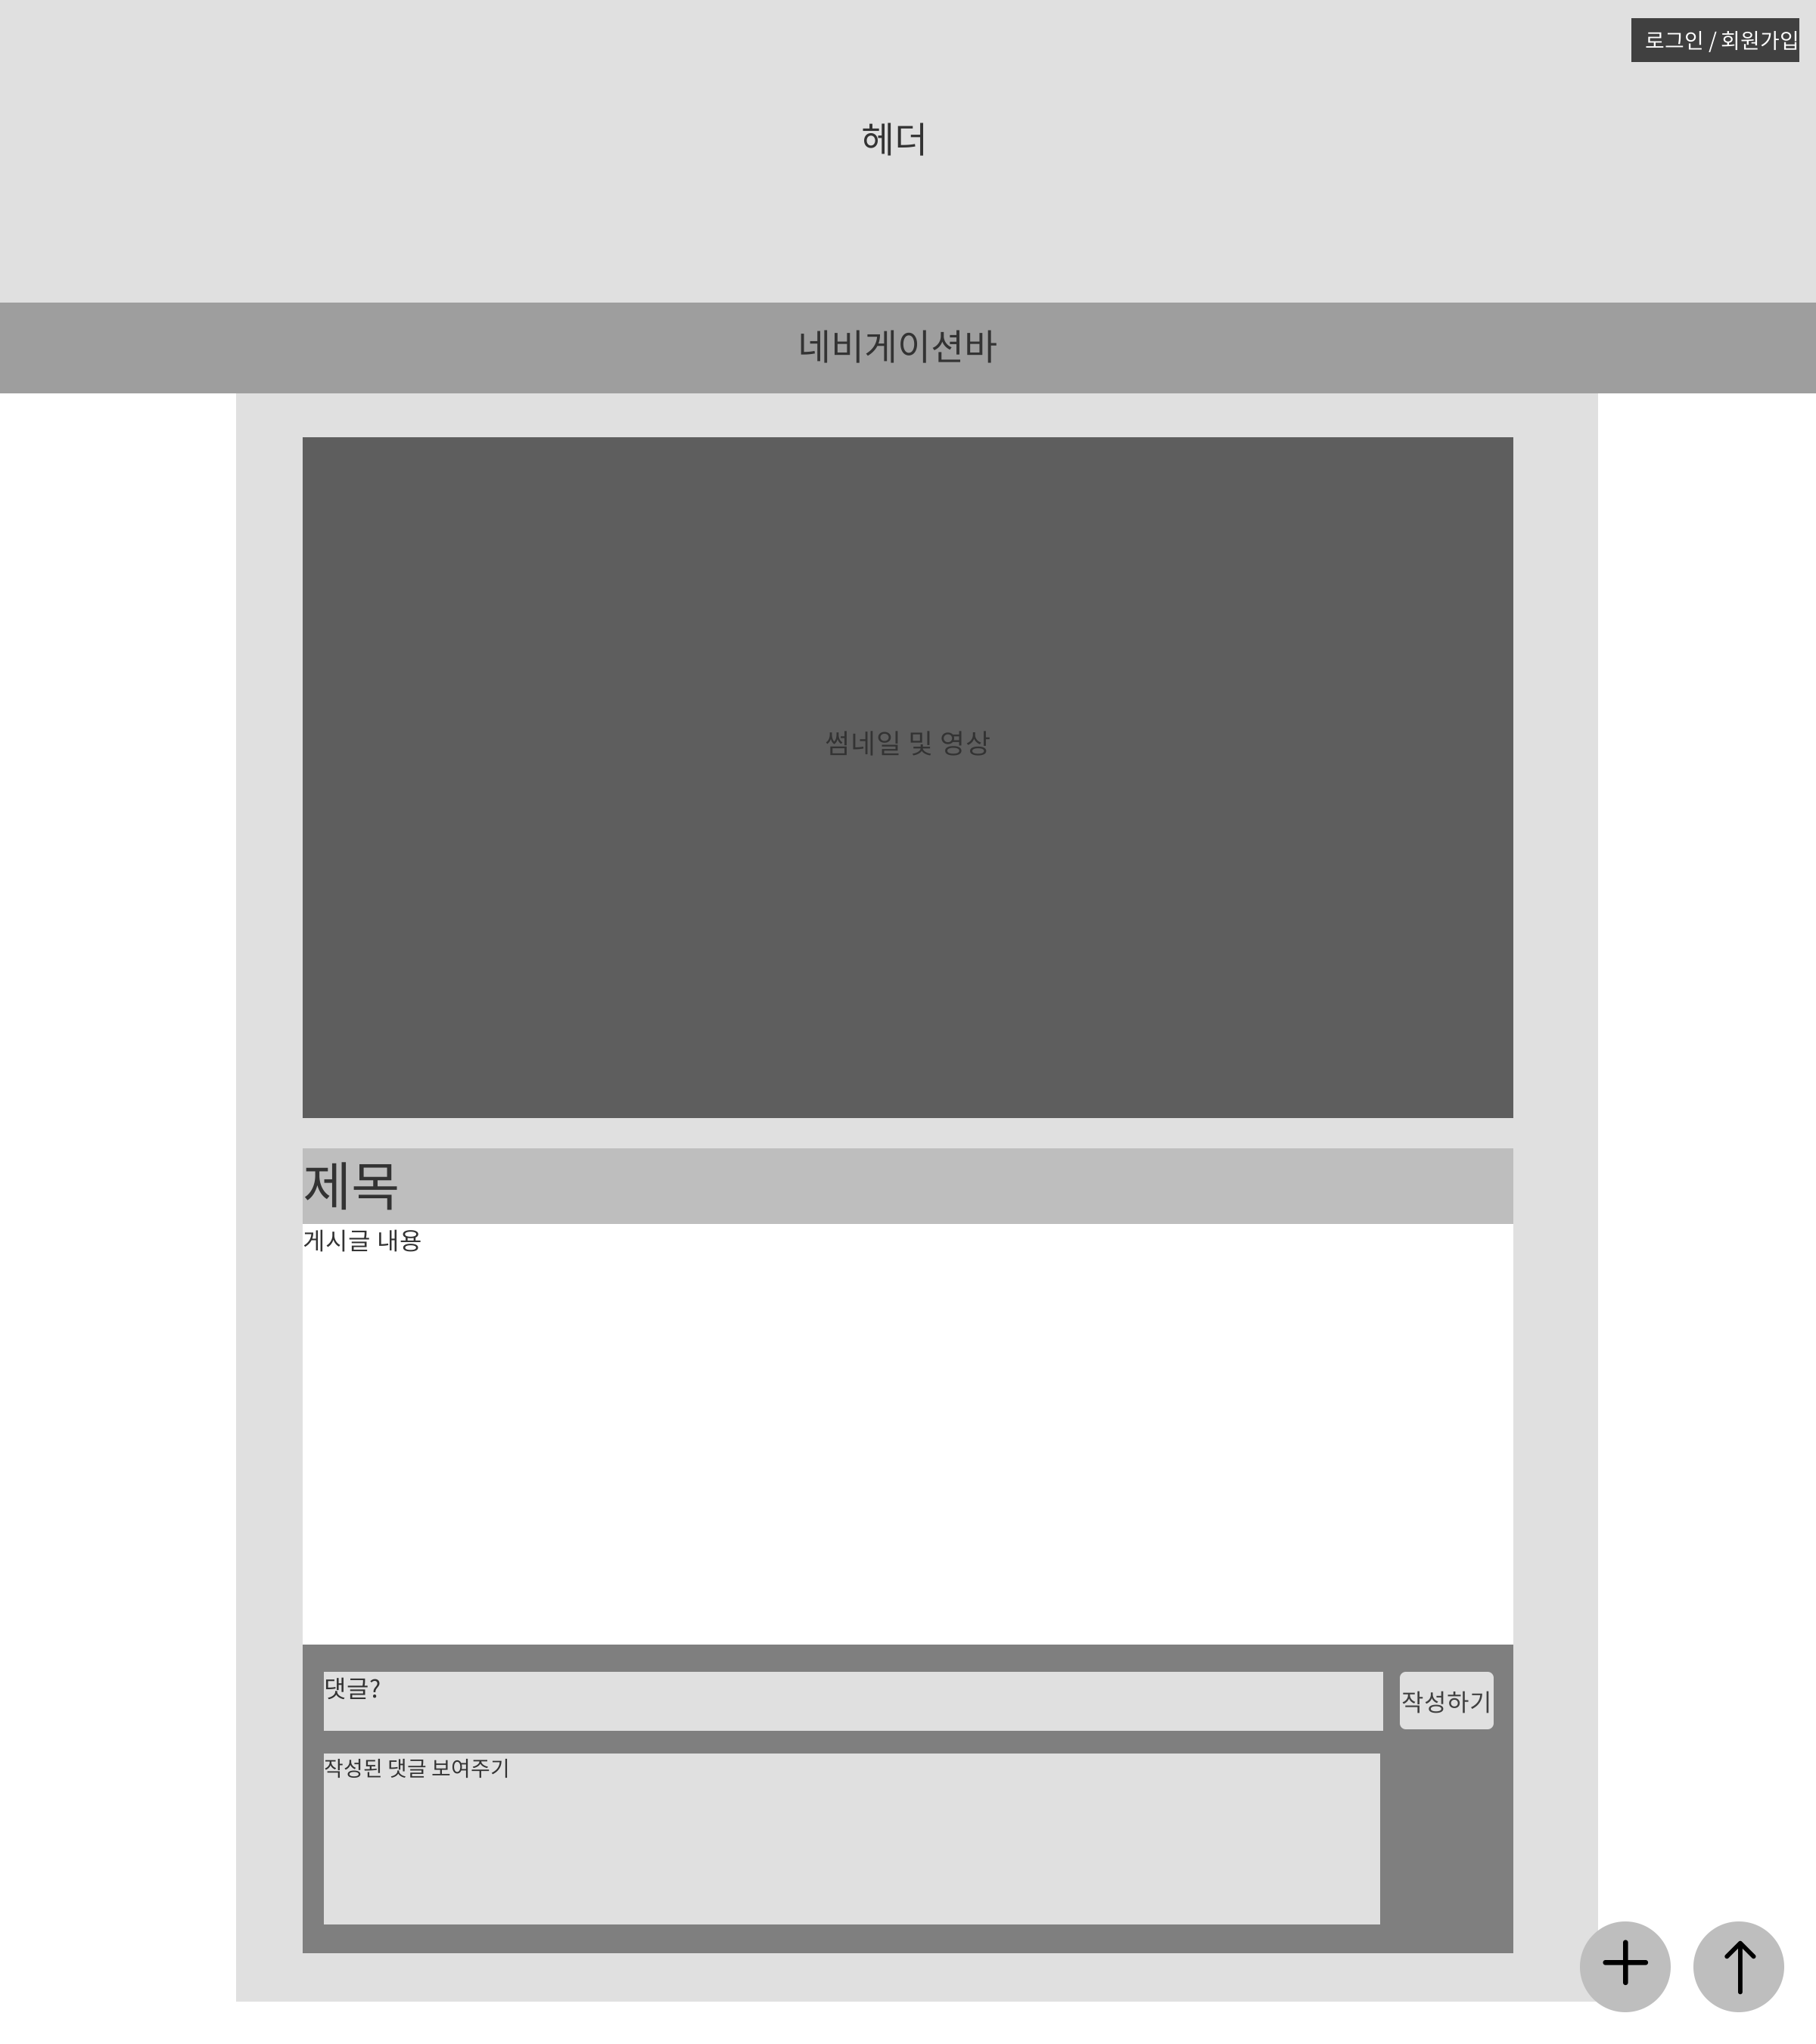 로그인 / 회원가입
헤더
네비게이션바
썸네일 및 영상
제목
게시글 내용
댓글?
작성하기
작성된 댓글 보여주기